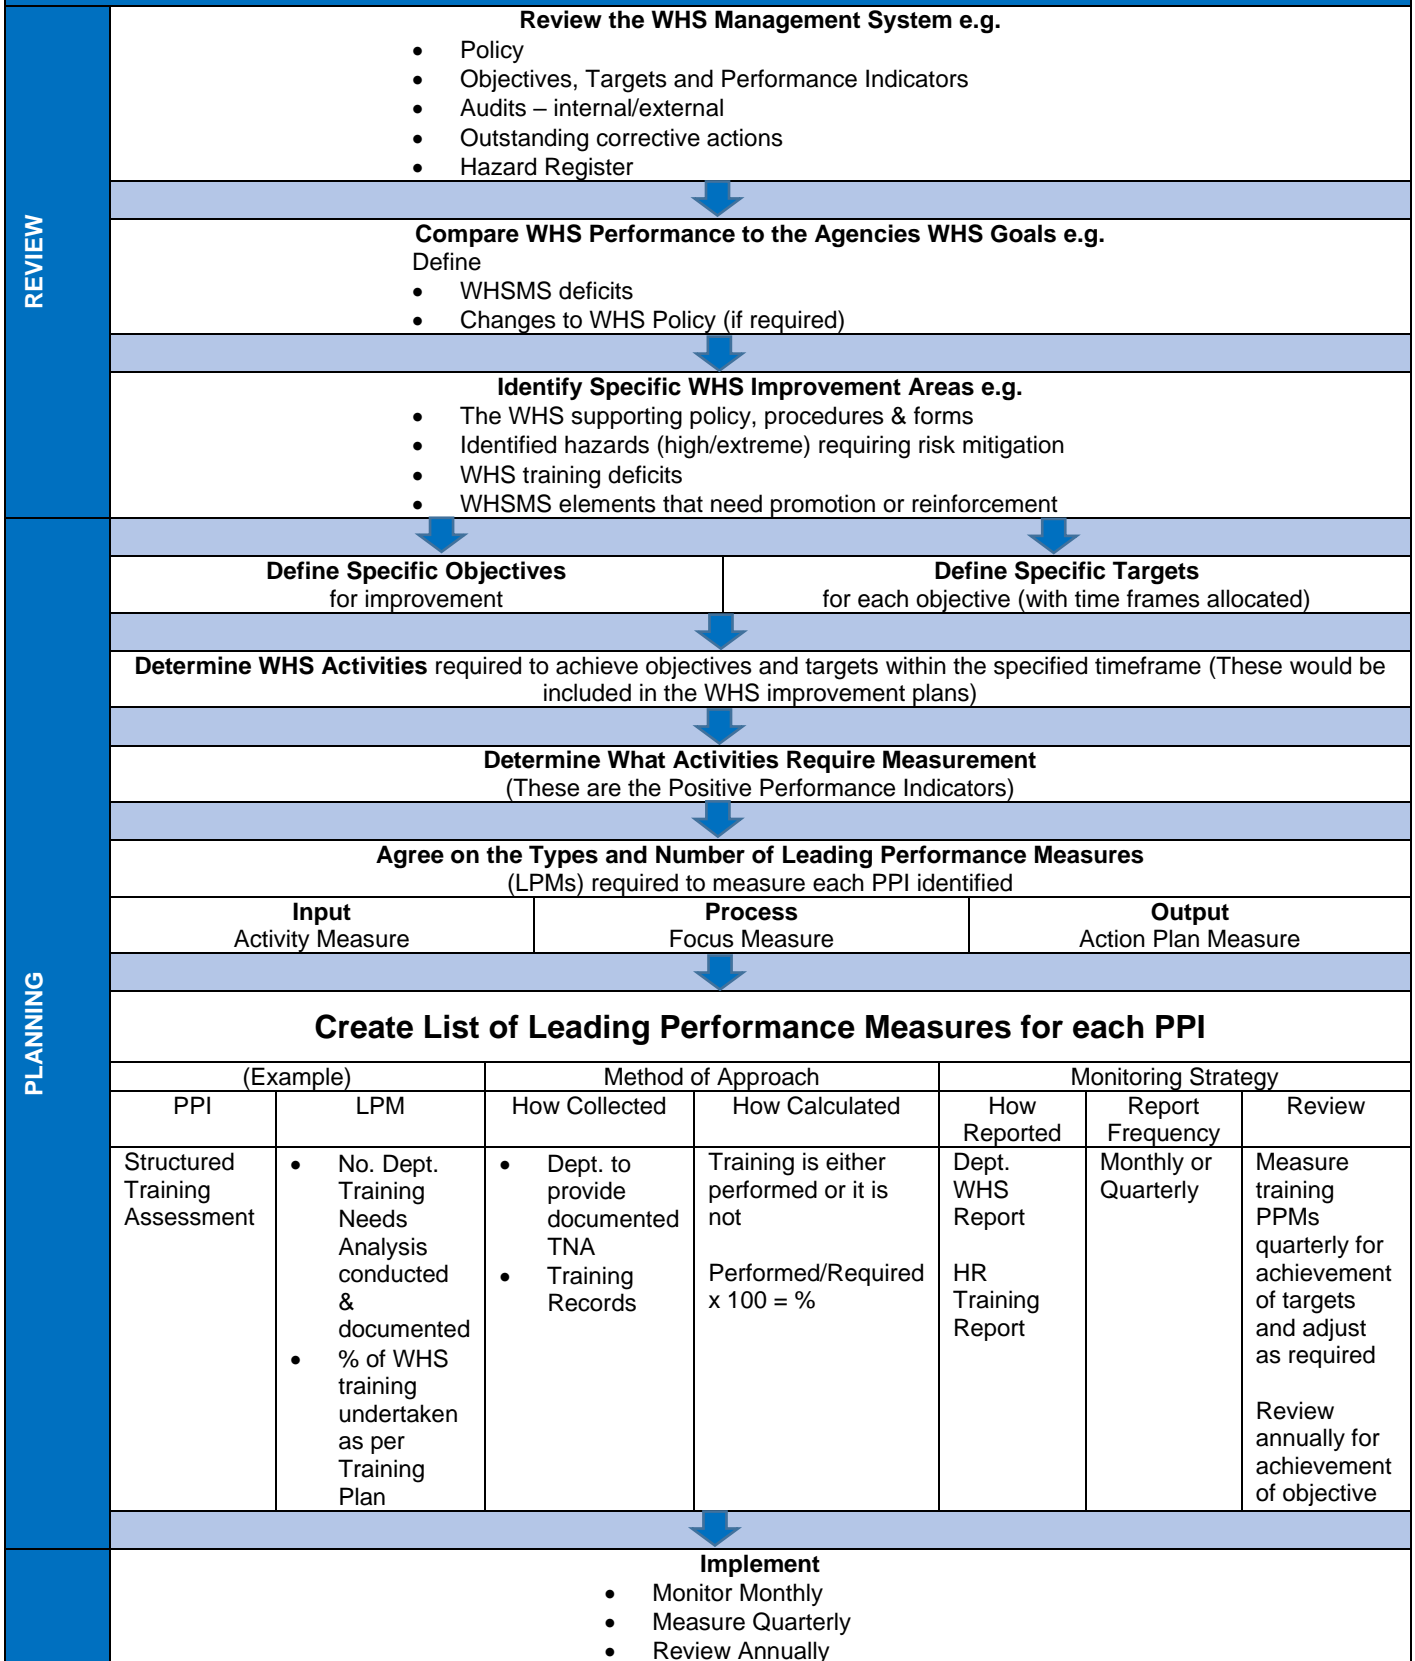 REVIEW
Review the WHS Management System e.g.
• Policy
• Objectives, Targets and Performance Indicators
• Audits – internal/external
• Outstanding corrective actions
• Hazard Register
Compare WHS Performance to the Agencies WHS Goals e.g.
Define
• WHSMS deficits
• Changes to WHS Policy (if required)
Identify Specific WHS Improvement Areas e.g.
• The WHS supporting policy, procedures & forms
• Identified hazards (high/extreme) requiring risk mitigation
• WHS training deficits
• WHSMS elements that need promotion or reinforcement
PLANNING
Define Specific Objectives
for improvement
Define Specific Targets
for each objective (with time frames allocated)
Determine WHS Activities required to achieve objectives and targets within the specified timeframe (These would be
included in the WHS improvement plans)
Determine What Activities Require Measurement
(These are the Positive Performance Indicators)
Agree on the Types and Number of Leading Performance Measures
(LPMs) required to measure each PPI identified
Input
Activity Measure
Process
Focus Measure
Output
Action Plan Measure
Create List of Leading Performance Measures for each PPI
(Example)
Method of Approach
Monitoring Strategy
PPI
LPM
How Collected
How Calculated
How
Reported
Report
Frequency
Review
Structured
Training
Assessment
• No. Dept.
Training
Needs
Analysis
conducted
&
documented
• % of WHS
training
undertaken
as per
Training
Plan
• Dept. to
provide
documented
TNA
• Training
Records
Training is either
performed or it is
not
Performed/Required
x 100 = %
Dept.
WHS
Report
HR
Training
Report
Monthly or
Quarterly
Measure
training
PPMs
quarterly for
achievement
of targets
and adjust
as required
Review
annually for
achievement
of objective
Implement
• Monitor Monthly
• Measure Quarterly
• Review Annually